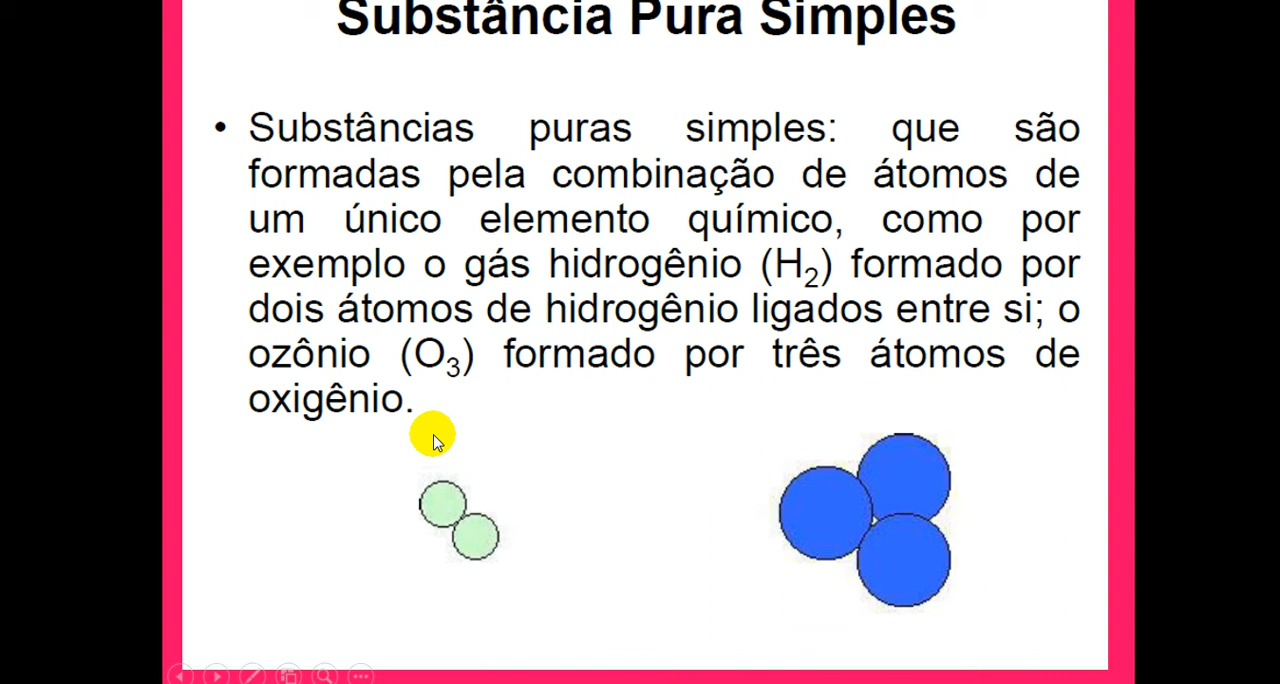 Substância Pura Simples
• Substâncias puras simples: que são
formadas pela combinação de átomos de
um único elemento químico, como por
exemplo o gás hidrogênio (H₂) formado por
dois átomos de hidrogênio ligados entre si; o
ozônio (O₃) formado por três átomos de
oxigênio.